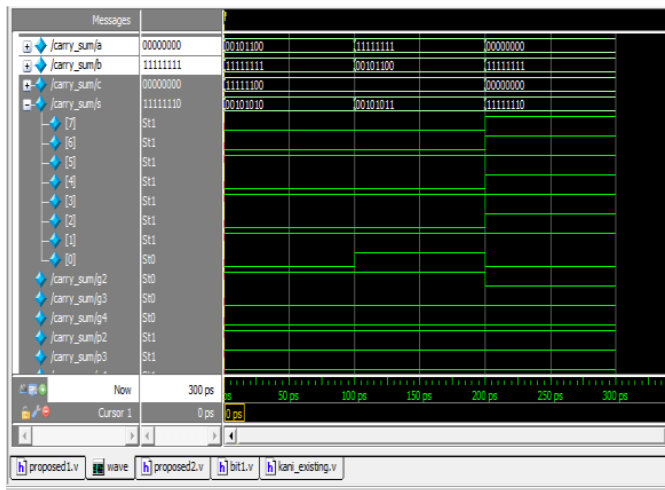 Messages
/carry_sum/a 00000000 00101100 11111111 00000000
/carry_sum/b 11111111 11111111 00101100 11111111
/carry_sum/c 00000000 11111100 00000000
/carry_sum/s 11111110 00101010 00101011 11111110
[7] St1
[6] St1
[5] St1
[4] St1
[3] St1
[2] St1
[1] St1
[0] St0
/carry_sum/g2 St0
/carry_sum/g3 St0
/carry_sum/g4 St0
/carry_sum/p2 St1
/carry_sum/p3 St1
Now 300 ps ps 50 ps 100 ps 150 ps 200 ps 250 ps 300 ps
Cursor 1 0 ps 0 ps
proposed1.v wave proposed2.v bit1.v kani_existing.v